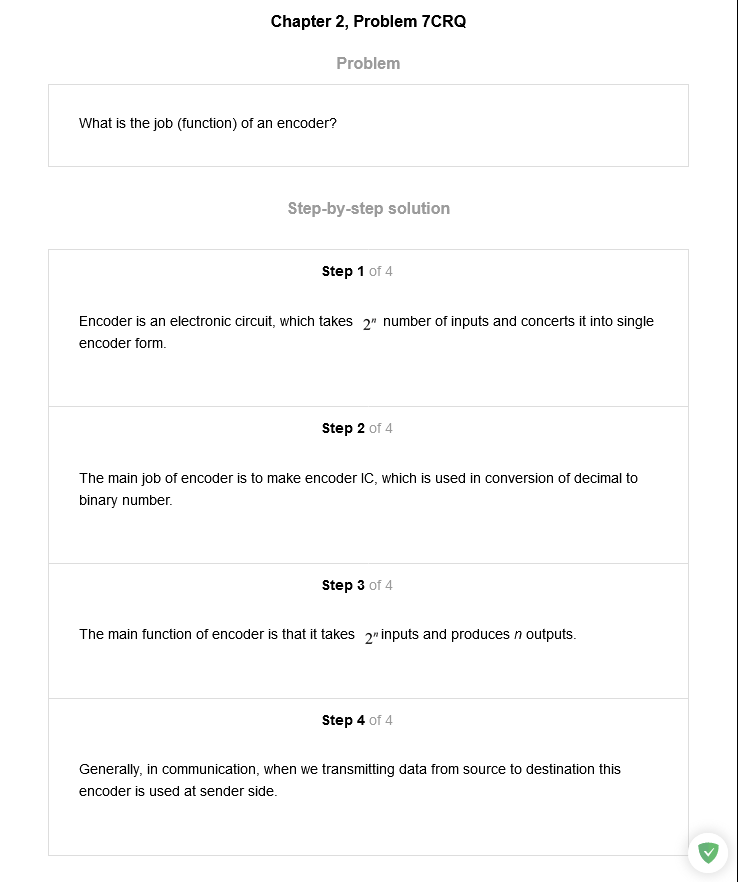 Chapter 2, Problem 7CRQ
Problem
What is the job (function) of an encoder?
Step-by-step solution
Step 1 of 4
Encoder is an electronic circuit, which takes 2ⁿ number of inputs and concerts it into single
encoder form.
Step 2 of 4
The main job of encoder is to make encoder IC, which is used in conversion of decimal to
binary number.
Step 3 of 4
The main function of encoder is that it takes 2ⁿ inputs and produces n outputs.
Step 4 of 4
Generally, in communication, when we transmitting data from source to destination this
encoder is used at sender side.